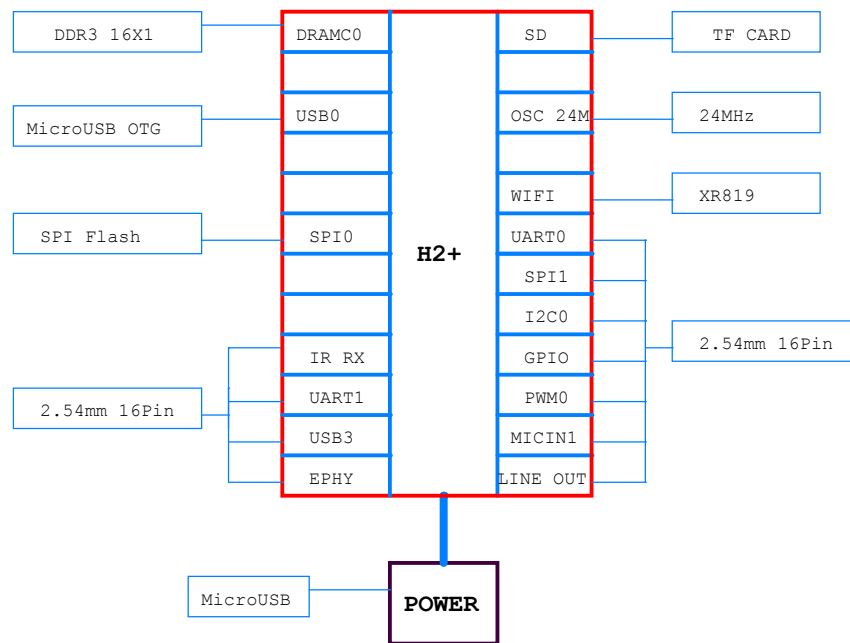 DDR3 16X1
DRAMC0
SD
TF CARD
MicroUSB OTG
USB0
OSC 24M
24MHz
WIFI
XR819
SPI Flash
SPI0
H2+
UART0
SPI1
I2C0
IR RX
GPIO
2.54mm 16Pin
2.54mm 16Pin
UART1
PWM0
USB3
MICIN1
EPHY
LINE OUT
MicroUSB
POWER